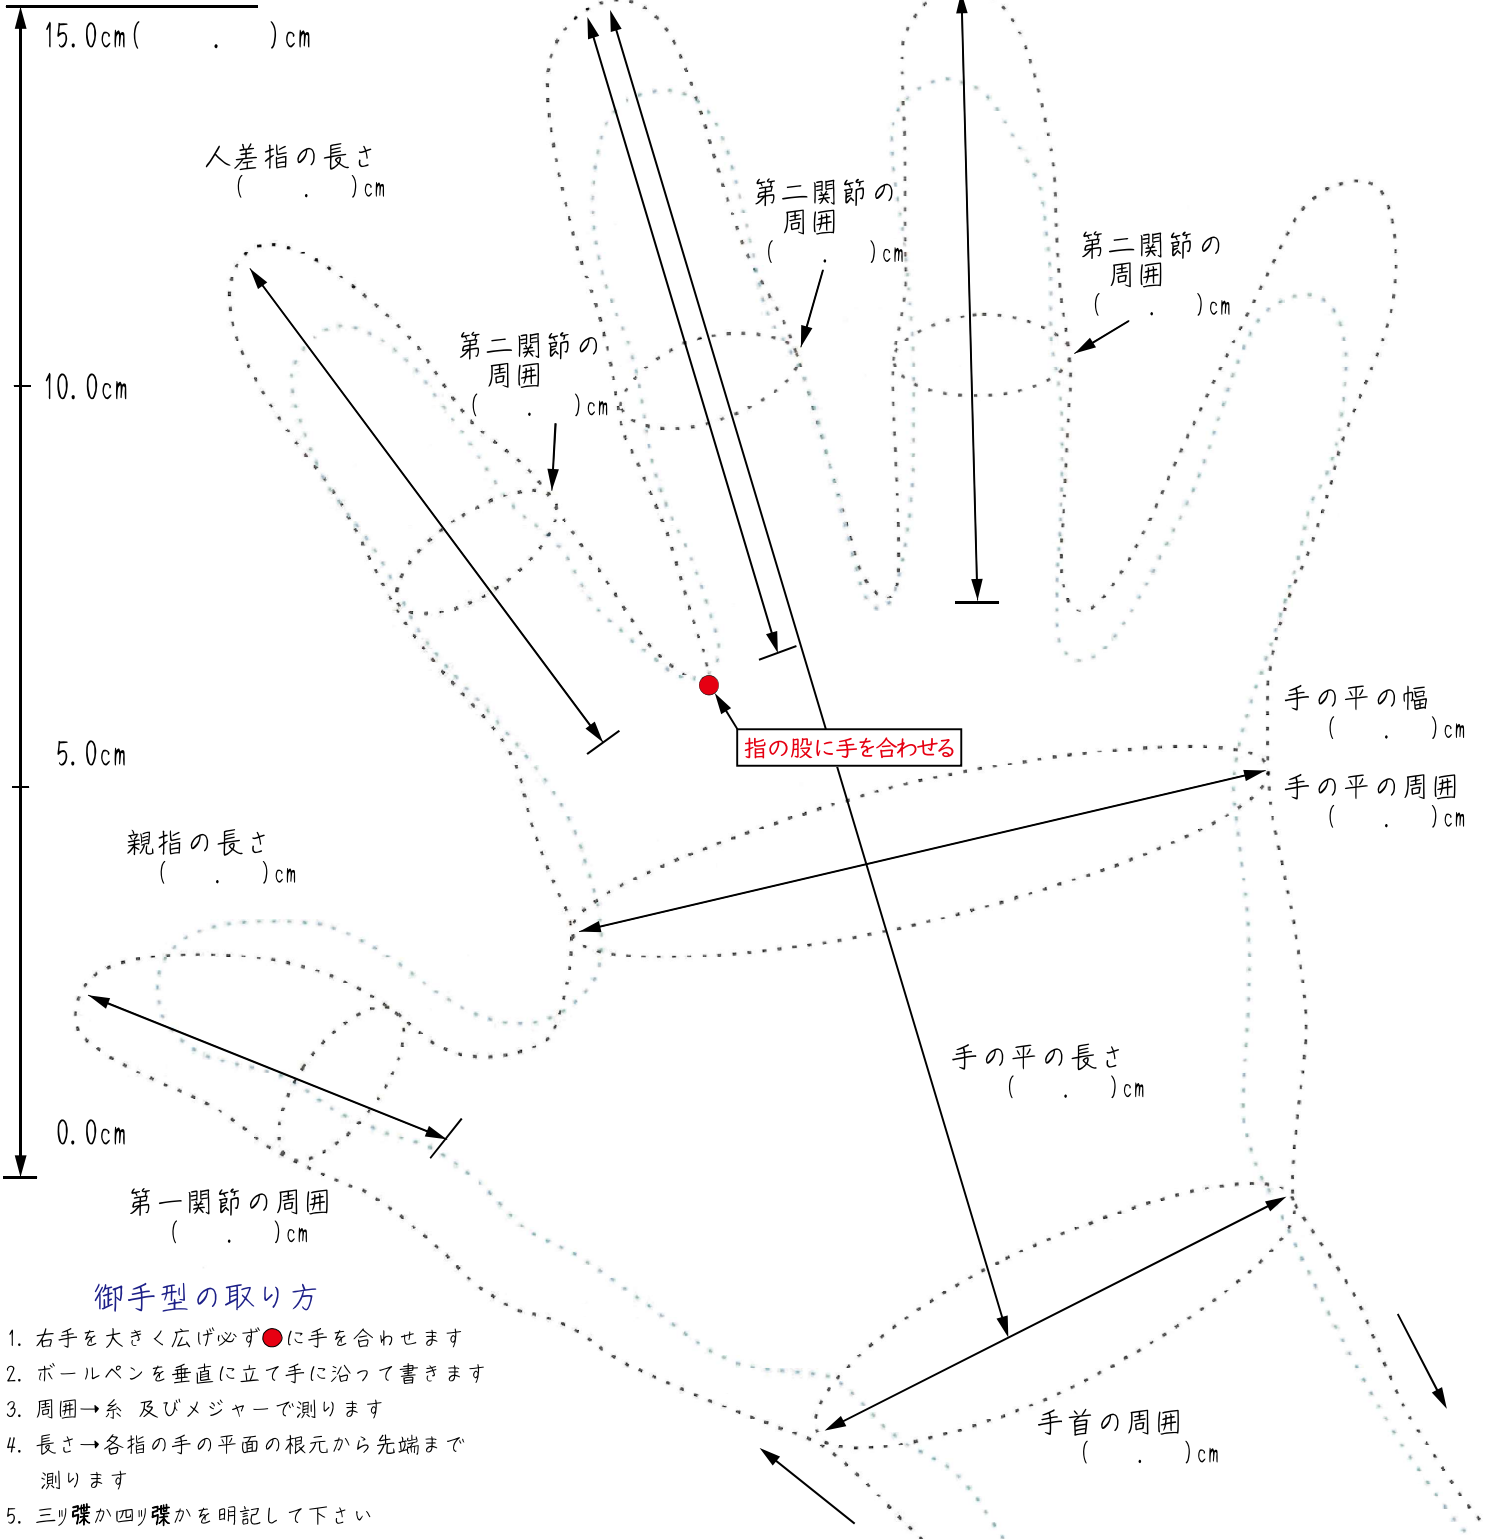 15.0cm(　.　)cm
人差指の長さ
(　.　)cm
第二関節の
周囲
(　.　)cm
第二関節の
周囲
(　.　)cm
第二関節の
周囲
(　.　)cm
10.0cm
指の股に手を合わせる
手の平の幅
(　.　)cm
手の平の周囲
(　.　)cm
5.0cm
親指の長さ
(　.　)cm
手の平の長さ
(　.　)cm
0.0cm
第一関節の周囲
(　.　)cm
手首の周囲
(　.　)cm
御手型の取り方
1. 右手を大きく広げ必ず●に手を合わせます
2. ボールペンを垂直に立て手に沿って書きます
3. 周囲→糸 及びメジャーで測ります
4. 長さ→各指の手の平面の根元から先端まで
測ります
5. 三ッ弽か四ッ弽かを明記して下さい